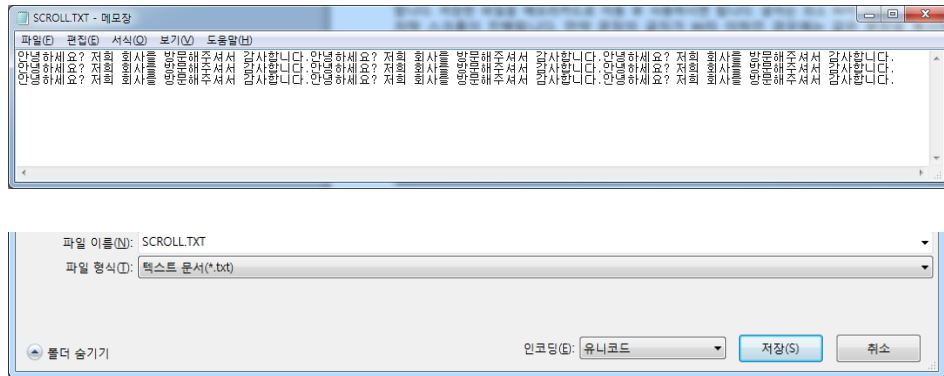 SCROLL.TXT - 메모장
파일(F) 편집(E) 서식(O) 보기(V) 도움말(H)
안녕하세요? 저희 회사를 방문해주셔서 감사합니다.안녕하세요? 저희 회사를 방문해주셔서 감사합니다.안녕하세요? 저희 회사를 방문해주셔서 감사합니다.
안녕하세요? 저희 회사를 방문해주셔서 감사합니다.안녕하세요? 저희 회사를 방문해주셔서 감사합니다.안녕하세요? 저희 회사를 방문해주셔서 감사합니다.
안녕하세요? 저희 회사를 방문해주셔서 감사합니다.안녕하세요? 저희 회사를 방문해주셔서 감사합니다.안녕하세요? 저희 회사를 방문해주셔서 감사합니다.
파일 이름(N): SCROLL.TXT
파일 형식(T): 텍스트 문서(*.txt)
폴더 숨기기 인코딩(E): 유니코드 저장(S) 취소